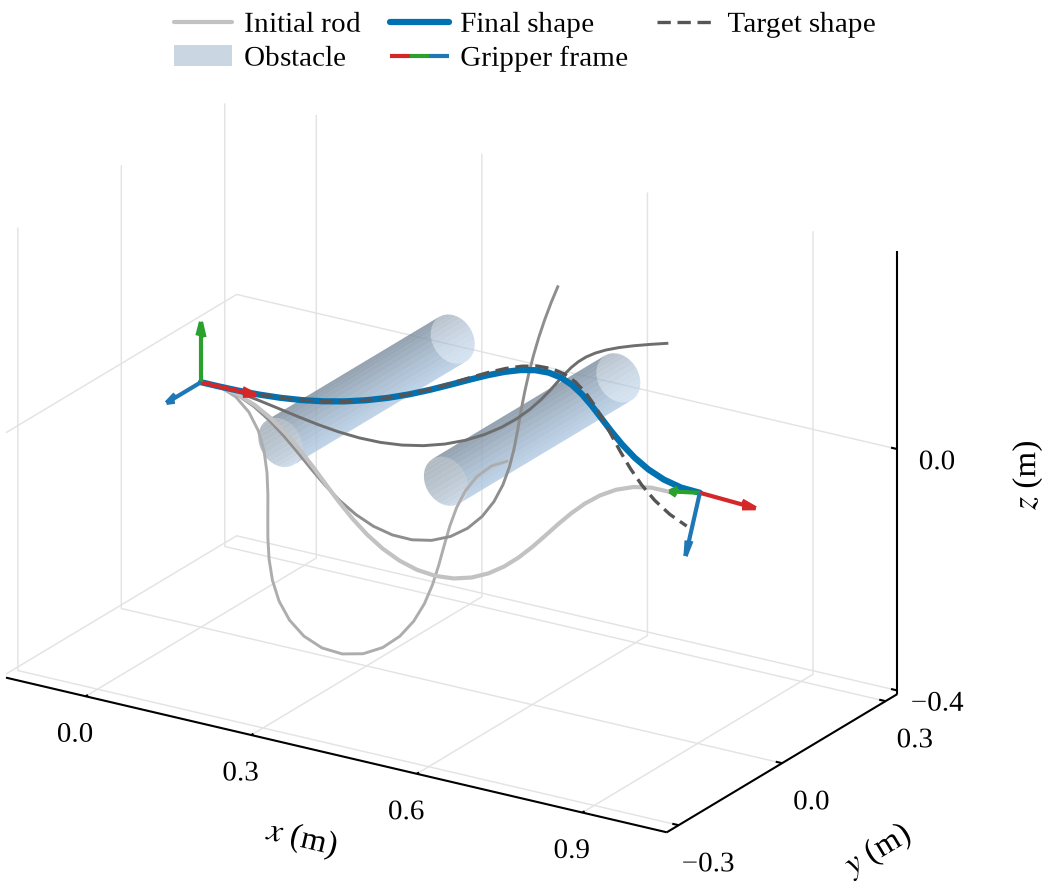 Initial rod
Final shape
Target shape
Obstacle
Gripper frame
0.0
z (m)
−0.4
0.3
0.0
0.3
0.0
0.6
x (m)
0.9
y (m)
−0.3